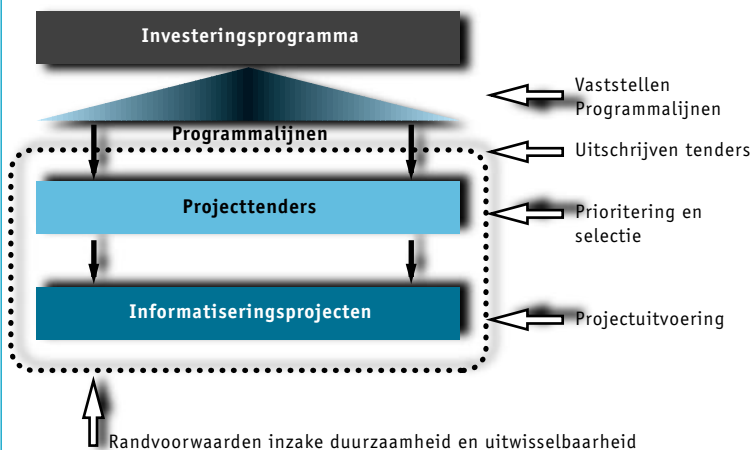 Investeringsprogramma
Vaststellen
Programmalijnen
Programmalijnen
Uitschrijven tenders
Projecttenders
Prioritering en
selectie
Informatiseringsprojecten
Projectuitvoering
Randvoorwaarden inzake duurzaamheid en uitwisselbaarheid